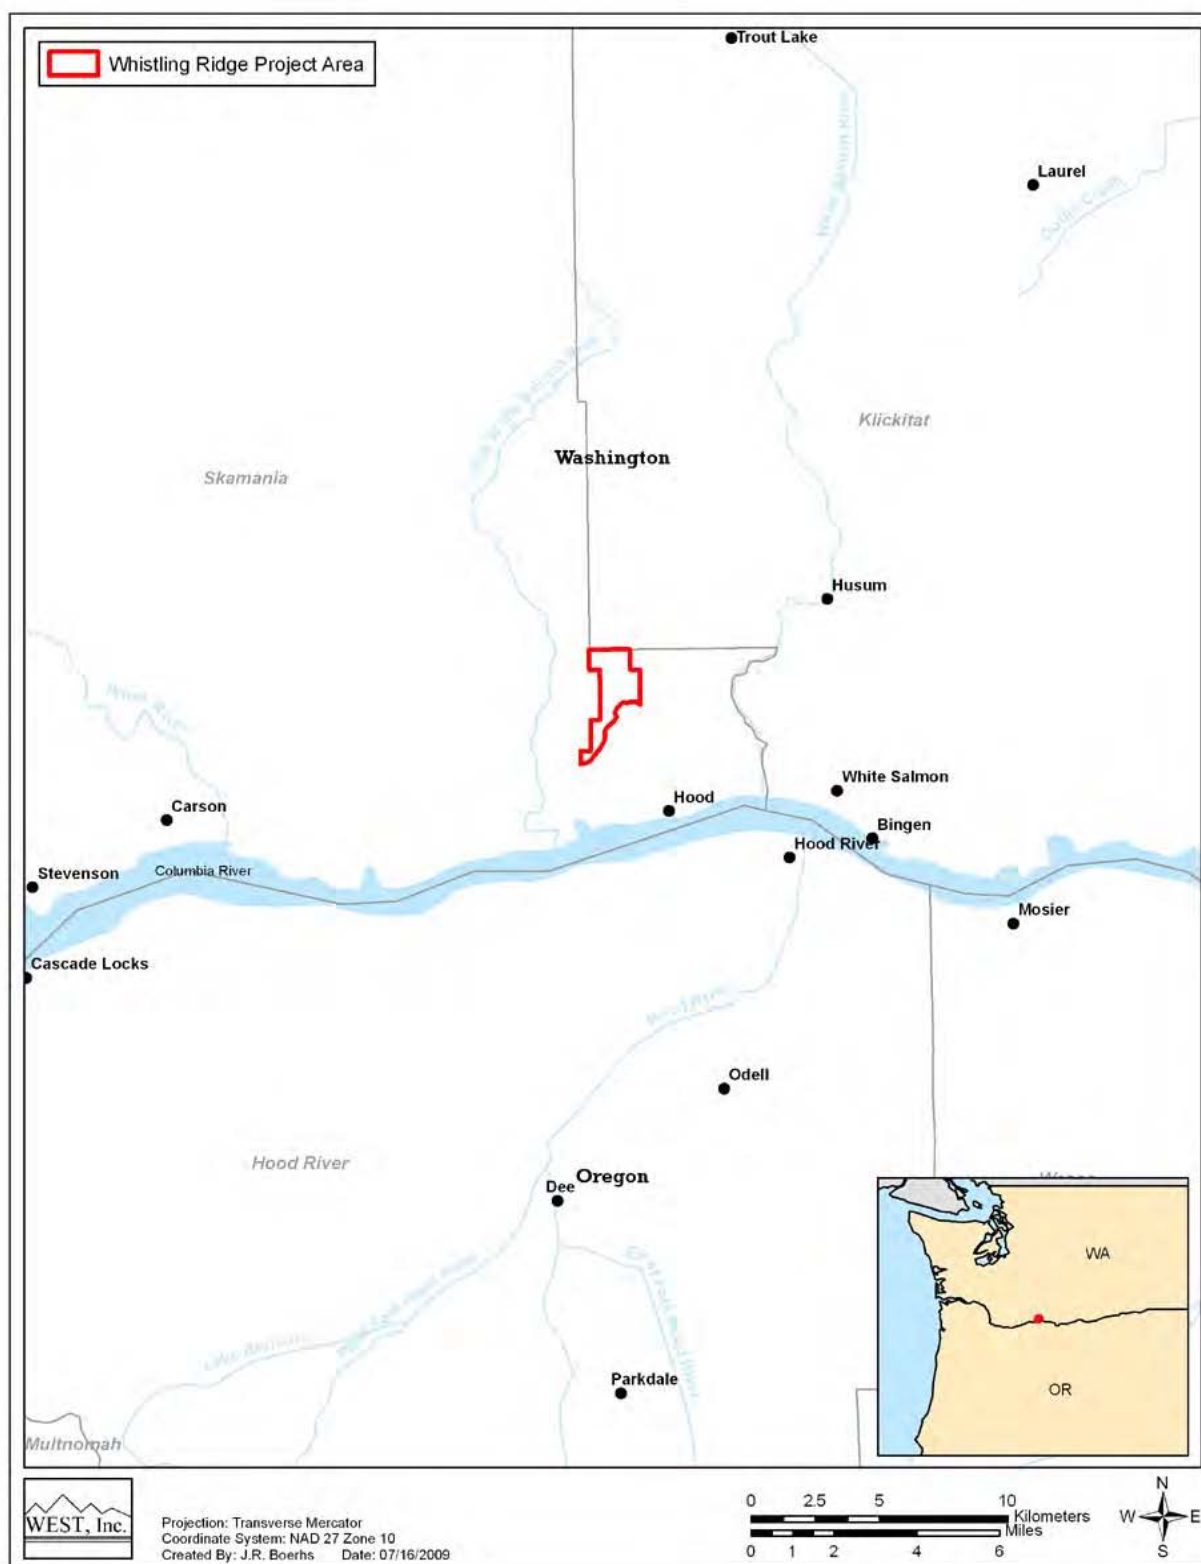 Whistling Ridge Project Area
Trout Lake
Laurel
Klickitat
Washington
Skamania
Husum
White Salmon
Hood
Carson
Bingen
Hood River
Stevenson
Columbia River
Mosier
Cascade Locks
Hood River
Odell
Hood River
Oregon
Dee
WA
OR
Parkdale
Multnomah
WEST, Inc.
Projection: Transverse Mercator
Coordinate System: NAD 27 Zone 10
Created By: J.R. Boerhs Date: 07/16/2009
0 2.5 5 10
Kilometers
Miles
0 1 2 4 6
N
W E
S